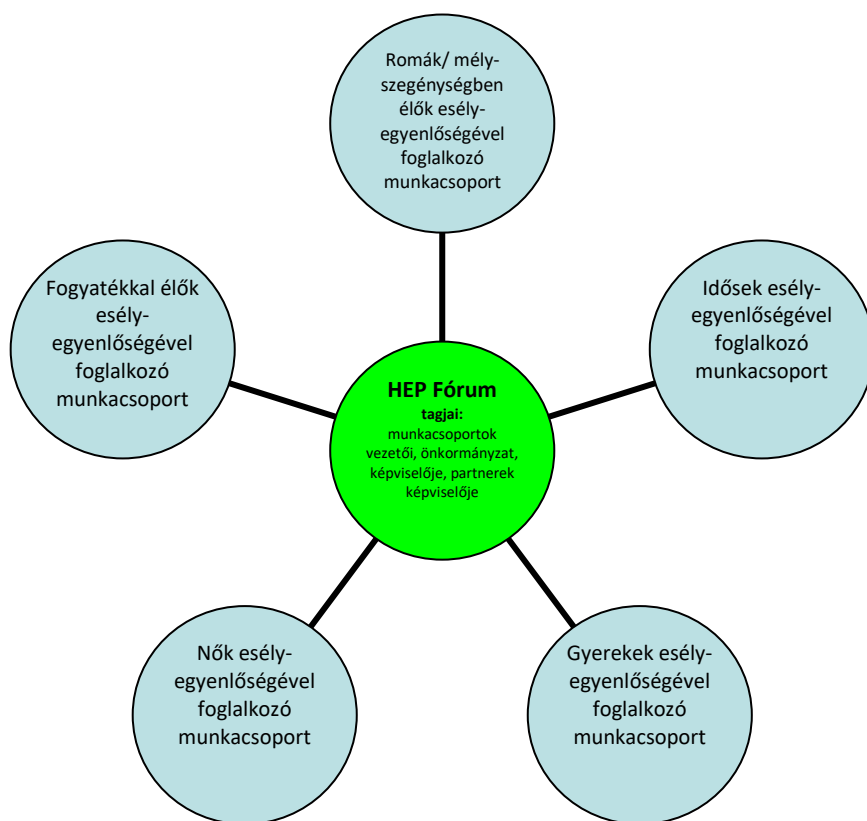 Romák/ mély-
szegénységben
élők esély-
egyenlőségével
foglalkozó
munkacsoport
Fogyatékkal élők
esély-
egyenlőségével
foglalkozó
munkacsoport
Idősek esély-
egyenlőségével
foglalkozó
munkacsoport
HEP Fórum
tagjai:
munkacsoportok
vezetői, önkormányzat,
képviselője, partnerek
képviselője
Nők esély-
egyenlőségével
foglalkozó
munkacsoport
Gyerekek esély-
egyenlőségével
foglalkozó
munkacsoport